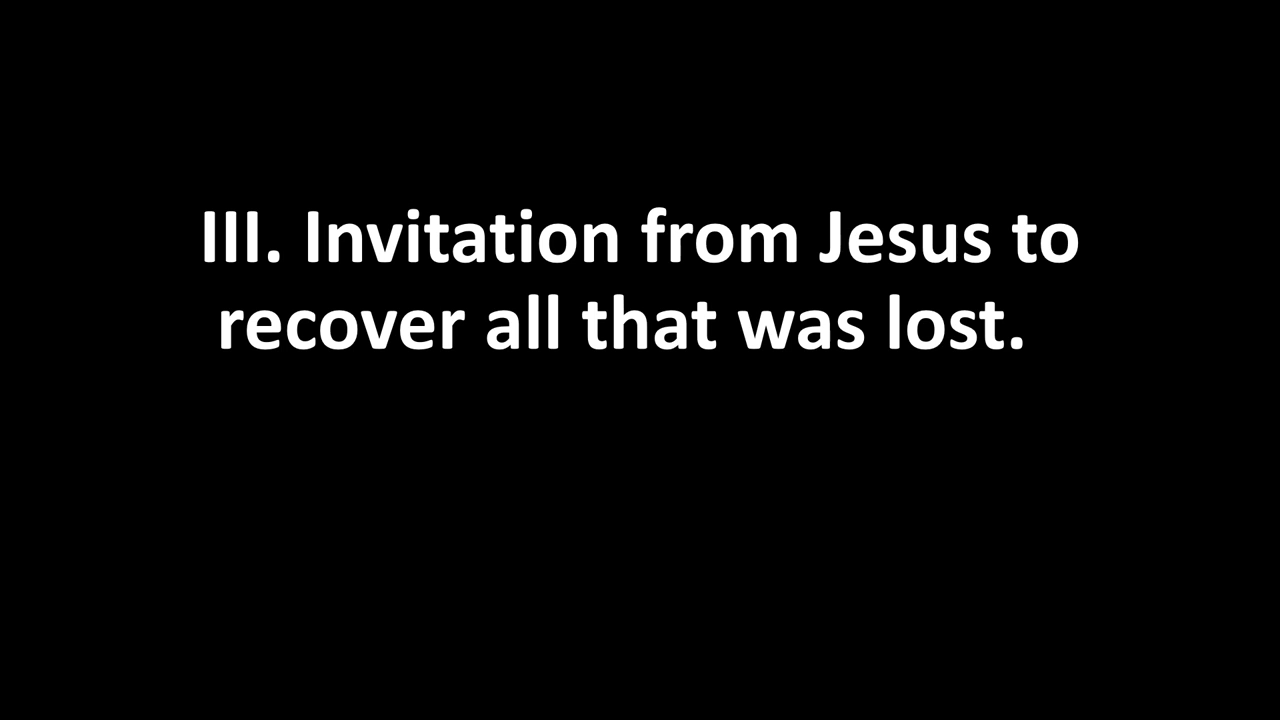 III. Invitation from Jesus to
recover all that was lost.